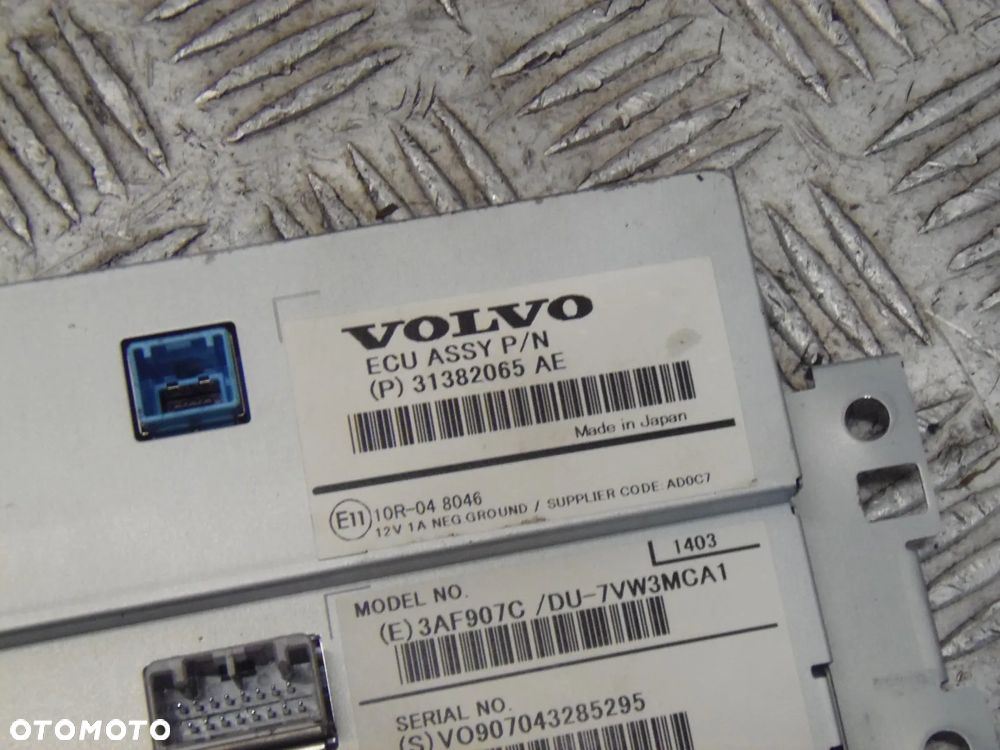 VOLVO
ECU ASSY P/N
(P) 31382065 AE
Made in Japan
E11 10R-04 8046
12V 1A NEG GROUND / SUPPLIER CODE: AD0C7
1403
MODEL NO.
(E) 3AF907C /DU-7VW3MCA1
SERIAL NO.
(S) VO907043285295
OTOMOTO